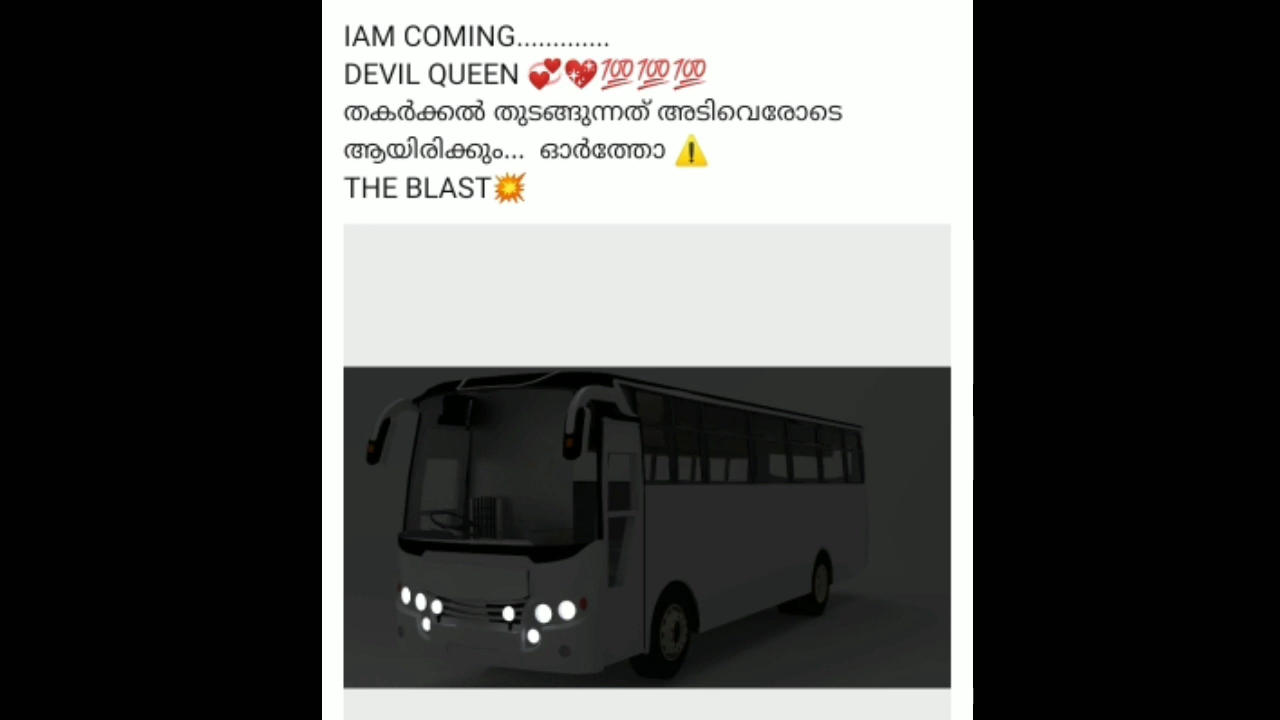 IAM COMING.............
DEVIL QUEEN 💞💖💯💯💯
തകർക്കൽ തുടങ്ങുന്നത് അടിവെരോടെ
ആയിരിക്കും... ഓർത്തോ ⚠️
THE BLAST💥